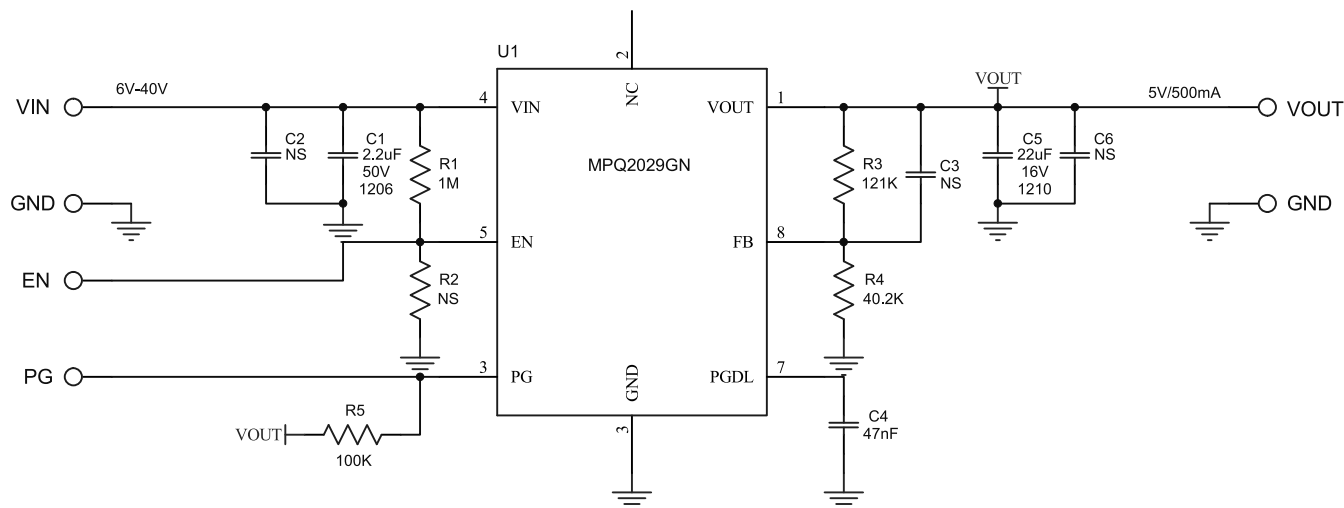 U1
2
NC
VIN
6V-40V
4
VIN
VOUT
1
VOUT
5V/500mA
VOUT
C2
NS
C1
2.2uF
50V
1206
R1
1M
MPQ2029GN
R3
121K
C3
NS
C5
22uF
16V
1210
C6
NS
GND
GND
5
EN
FB
8
EN
R2
NS
R4
40.2K
PG
3
PG
PGDL
7
GND
3
R5
VOUT
100K
C4
47nF